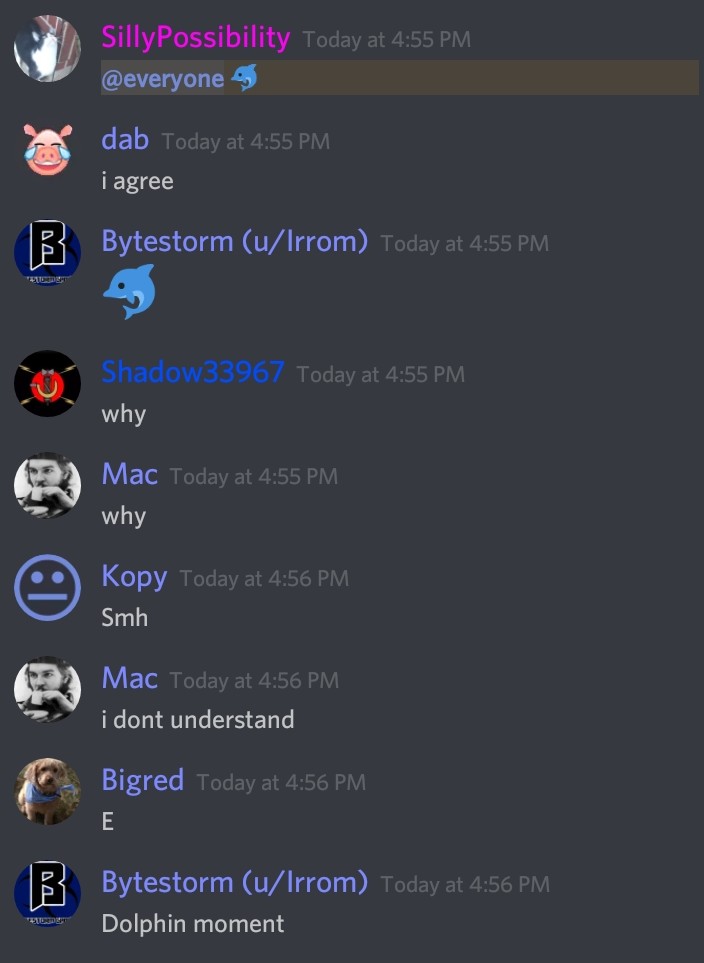 SillyPossibility Today at 4:55 PM
@everyone 🐬
dab Today at 4:55 PM
i agree
Bytestorm (u/Irrom) Today at 4:55 PM
🐬
Shadow33967 Today at 4:55 PM
why
Mac Today at 4:55 PM
why
Kopy Today at 4:56 PM
Smh
Mac Today at 4:56 PM
i dont understand
Bigred Today at 4:56 PM
E
Bytestorm (u/Irrom) Today at 4:56 PM
Dolphin moment